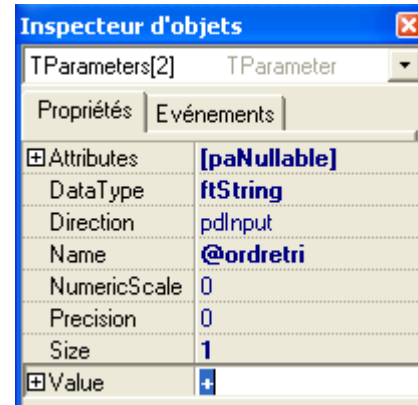 Inspecteur d'objets
TParameters[2] TParameter
Propriétés Evénements
Attributes [paNullable]
DataType ftString
Direction pdInput
Name @ordretri
NumericScale 0
Precision 0
Size 1
Value +